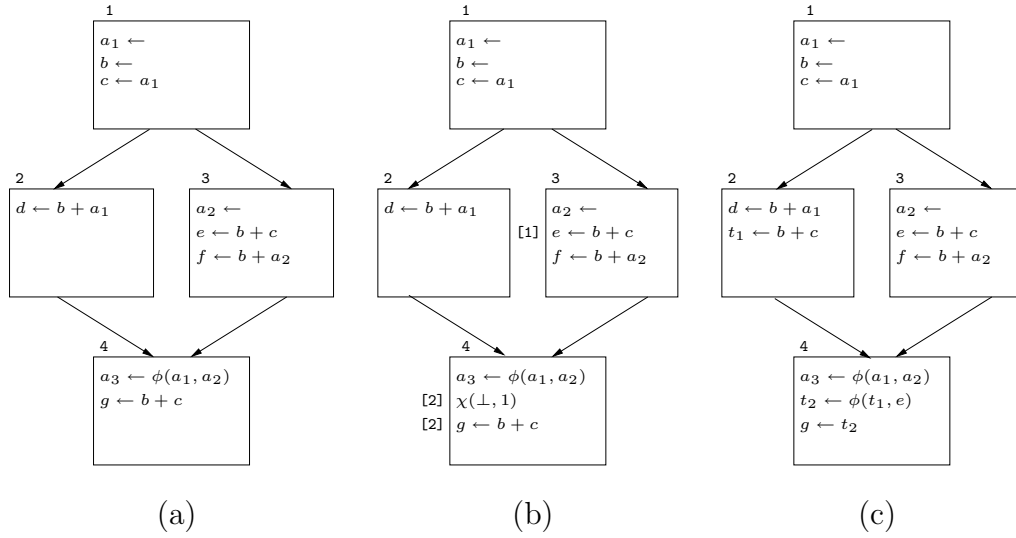 1
a₁ ←
b ←
c ← a₁
2
d ← b + a₁
3
a₂ ←
e ← b + c
f ← b + a₂
4
a₃ ← ϕ(a₁, a₂)
g ← b + c
(a)
1
a₁ ←
b ←
c ← a₁
2
d ← b + a₁
3
a₂ ←
[1] e ← b + c
f ← b + a₂
4
a₃ ← ϕ(a₁, a₂)
[2] χ(⊥, 1)
[2] g ← b + c
(b)
1
a₁ ←
b ←
c ← a₁
2
d ← b + a₁
t₁ ← b + c
3
a₂ ←
e ← b + c
f ← b + a₂
4
a₃ ← ϕ(a₁, a₂)
t₂ ← ϕ(t₁, e)
g ← t₂
(c)